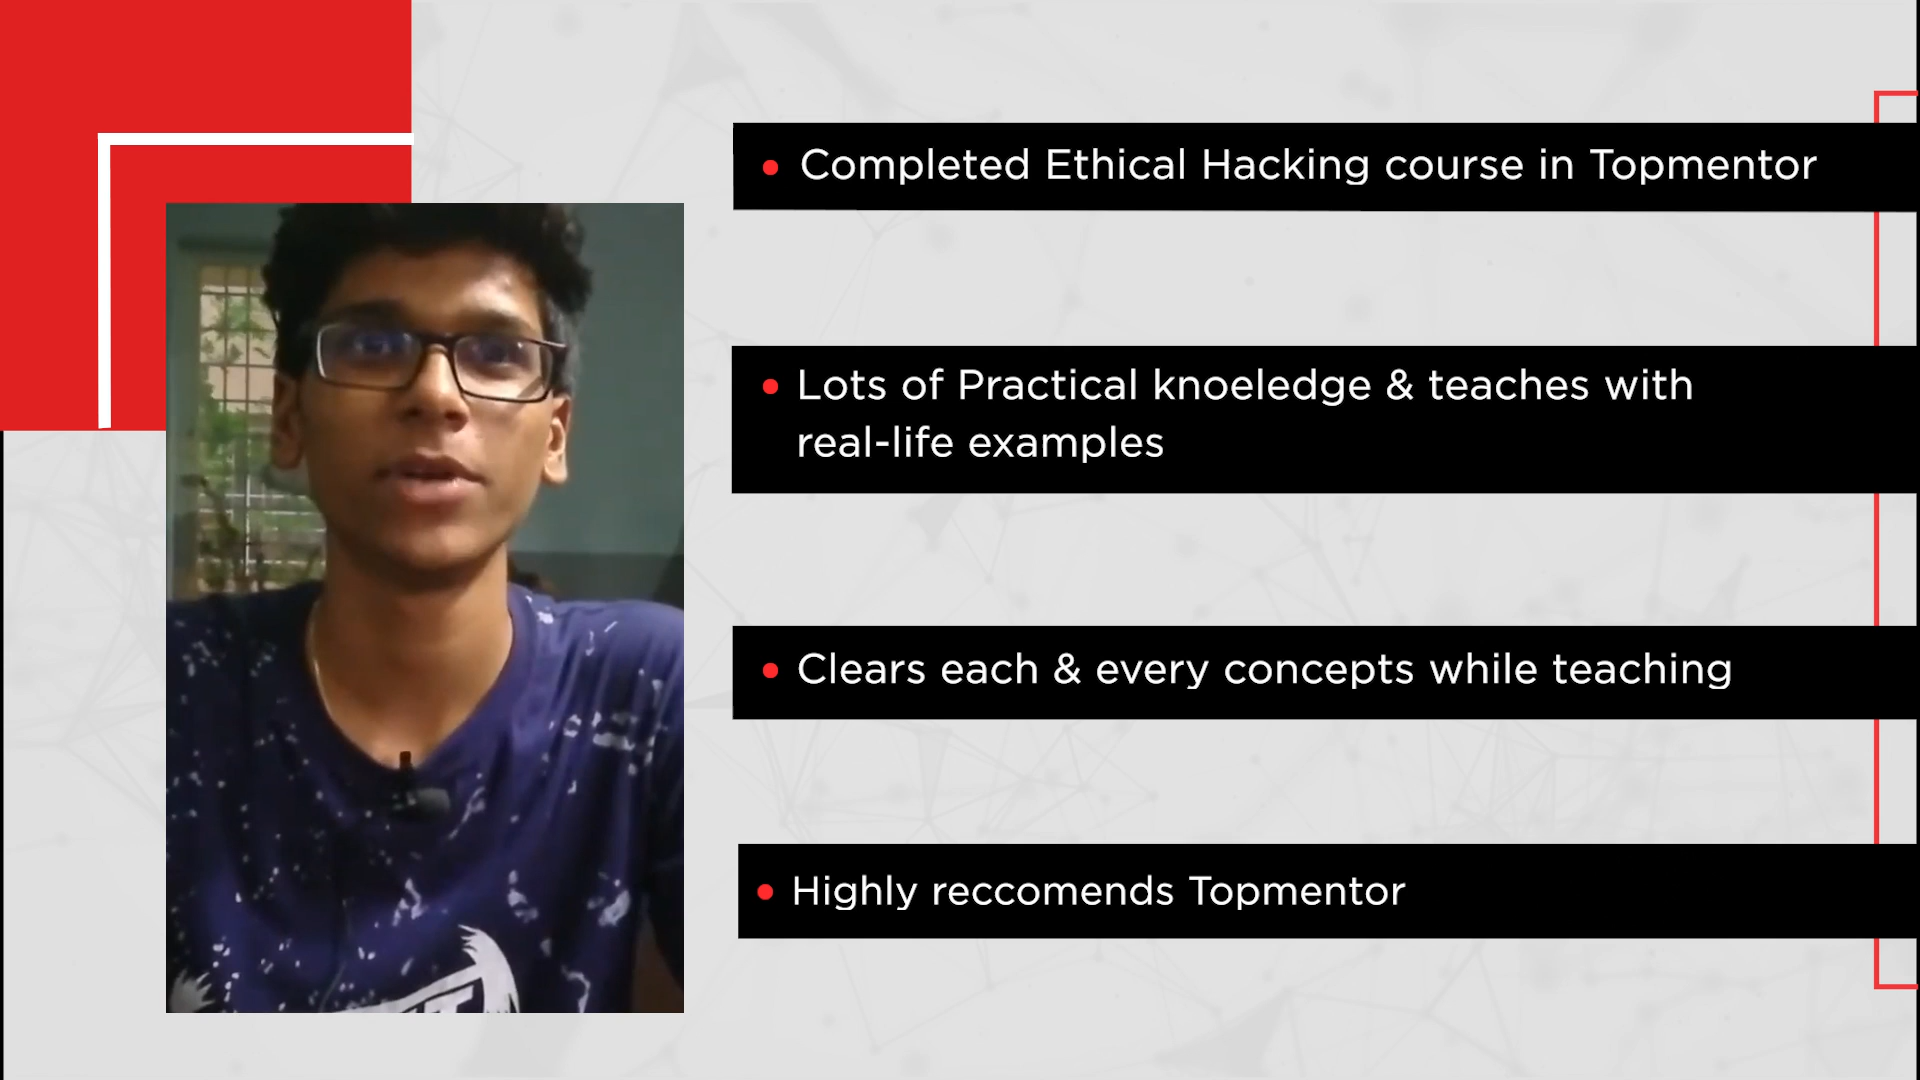 Completed Ethical Hacking course in Topmentor
Lots of Practical knoeledge & teaches with
real-life examples
Clears each & every concepts while teaching
Highly reccomends Topmentor